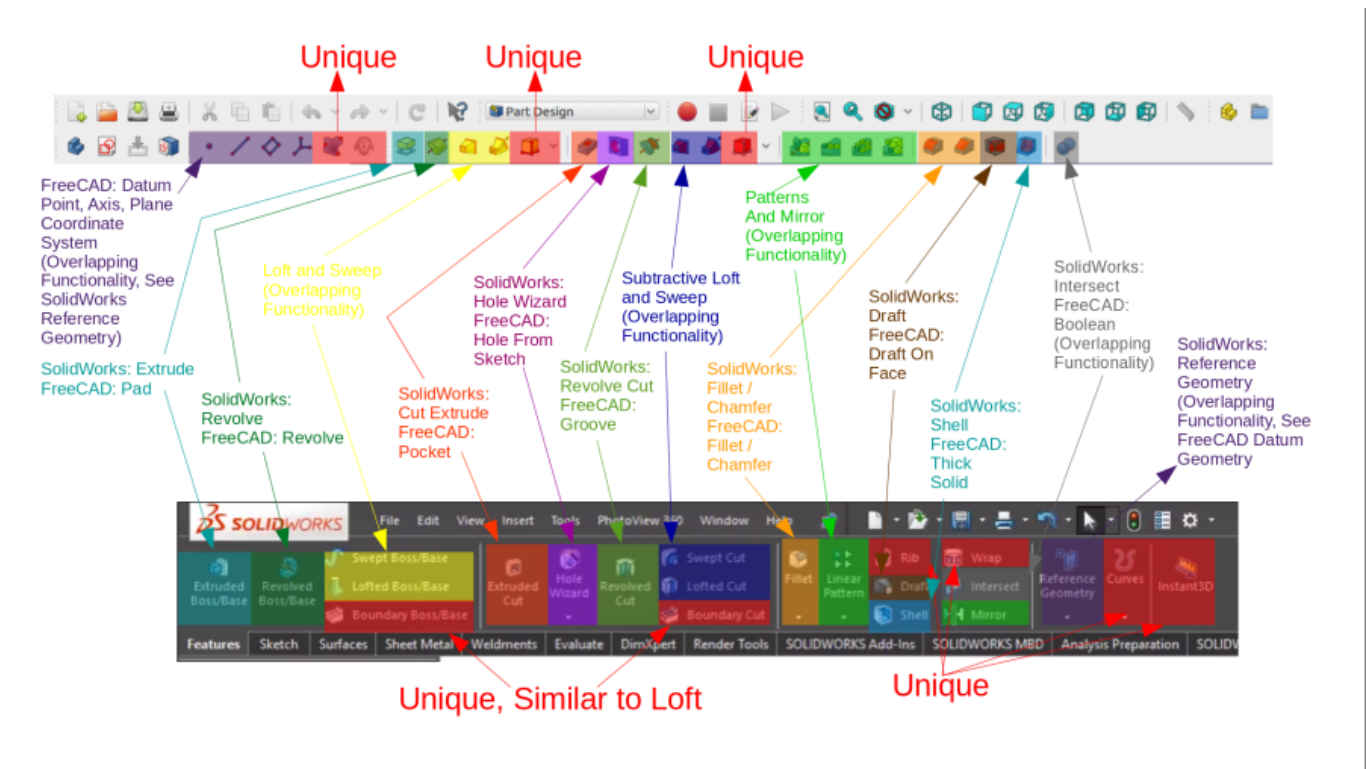 Unique
Unique
Unique
Part Design
FreeCAD: Datum
Point, Axis, Plane
Coordinate
System
(Overlapping
Functionality, See
SolidWorks
Reference
Geometry)
SolidWorks: Extrude
FreeCAD: Pad
SolidWorks:
Revolve
FreeCAD: Revolve
Loft and Sweep
(Overlapping
Functionality)
SolidWorks:
Cut Extrude
FreeCAD:
Pocket
SolidWorks:
Hole Wizard
FreeCAD:
Hole From
Sketch
SolidWorks:
Revolve Cut
FreeCAD:
Groove
Subtractive Loft
and Sweep
(Overlapping
Functionality)
Patterns
And Mirror
(Overlapping
Functionality)
SolidWorks:
Fillet /
Chamfer
FreeCAD:
Fillet /
Chamfer
SolidWorks:
Draft
FreeCAD:
Draft On
Face
SolidWorks:
Shell
FreeCAD:
Thick
Solid
SolidWorks:
Intersect
FreeCAD:
Boolean
(Overlapping
Functionality)
SolidWorks:
Reference
Geometry
(Overlapping
Functionality, See
FreeCAD Datum
Geometry
SOLIDWORKS File Edit View Insert Tools PhotoView 360 Window Help
Extruded
Boss/Base
Revolved
Boss/Base
Swept Boss/Base
Lofted Boss/Base
Boundary Boss/Base
Extruded
Cut
Hole
Wizard
Revolved
Cut
Swept Cut
Lofted Cut
Boundary Cut
Fillet
Linear
Pattern
Rib
Draft
Shell
Wrap
Intersect
Mirror
Reference
Geometry
Curves
Instant3D
Features Sketch Surfaces Sheet Metal Weldments Evaluate DimXpert Render Tools SOLIDWORKS Add-Ins SOLIDWORKS MBD Analysis Preparation SOLIDW
Unique, Similar to Loft
Unique